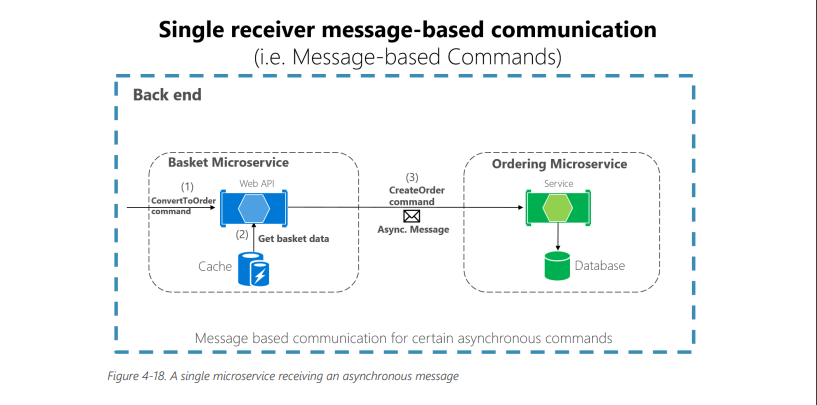 Single receiver message-based communication
(i.e. Message-based Commands)
Back end
Basket Microservice
Web API
(1)
ConvertToOrder
command
(2)
Get basket data
Cache
(3)
CreateOrder
command
Async. Message
Ordering Microservice
Service
Database
Message based communication for certain asynchronous commands
Figure 4-18. A single microservice receiving an asynchronous message